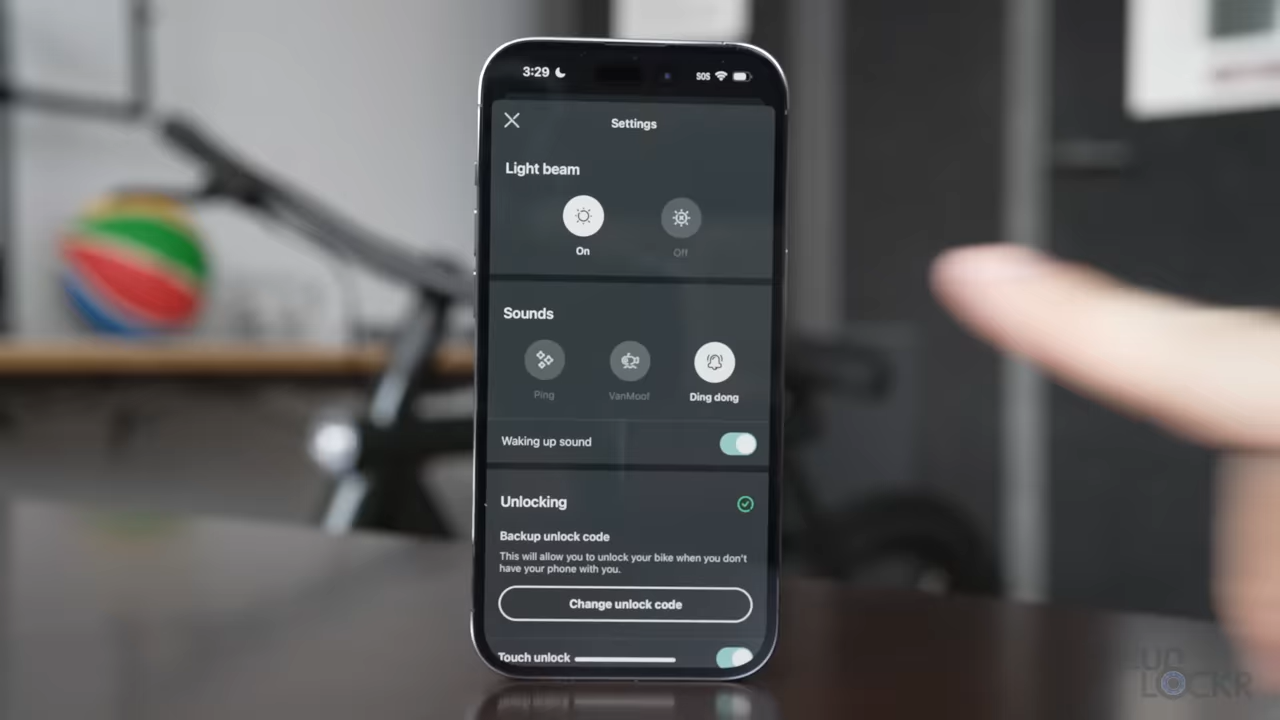 3:29
SOS
Settings
Light beam
On
Off
Sounds
Ping
VanMoof
Ding dong
Waking up sound
Unlocking
Backup unlock code
This will allow you to unlock your bike when you don't
have your phone with you.
Change unlock code
Touch unlock
UN
LOCKR